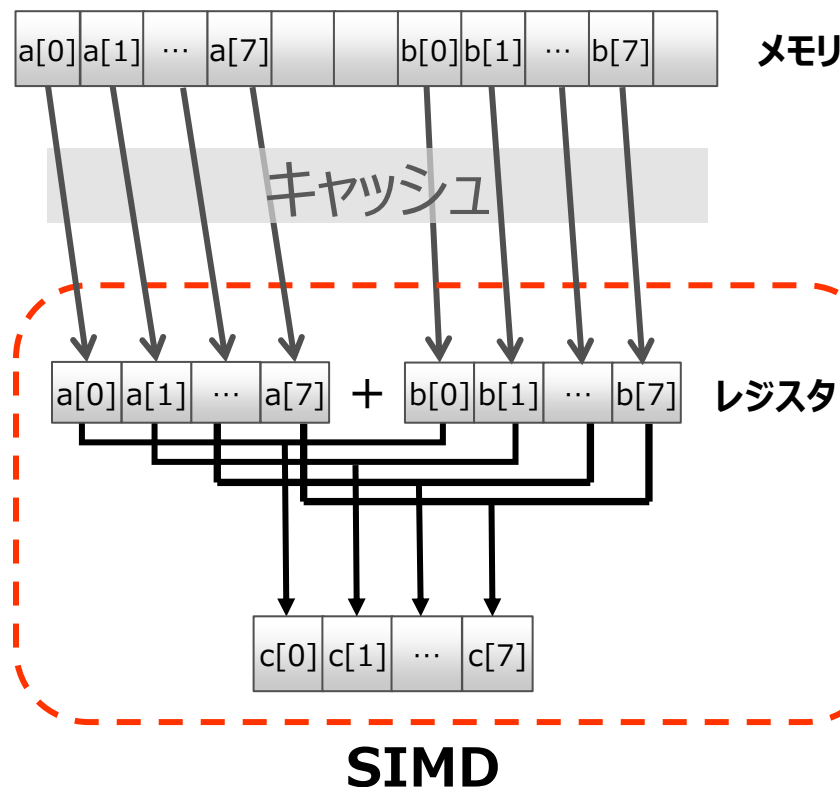 a[0] a[1] … a[7] b[0] b[1] … b[7] メモリ
キャッシュ
a[0] a[1] … a[7] + b[0] b[1] … b[7] レジスタ
c[0] c[1] … c[7]
SIMD